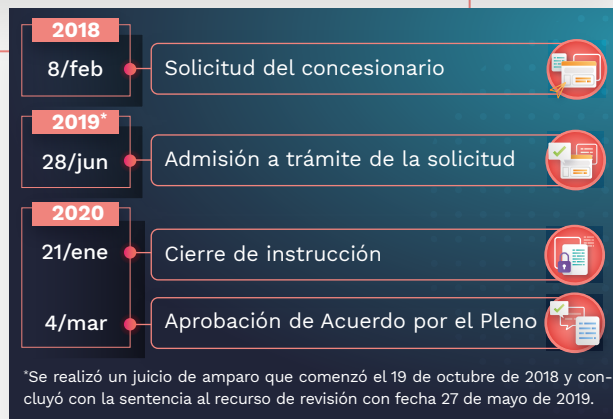 2018
8/feb
Solicitud del concesionario
2019*
28/jun
Admisión a trámite de la solicitud
2020
21/ene
Cierre de instrucción
4/mar
Aprobación de Acuerdo por el Pleno
*Se realizó un juicio de amparo que comenzó el 19 de octubre de 2018 y con-
cluyó con la sentencia al recurso de revisión con fecha 27 de mayo de 2019.